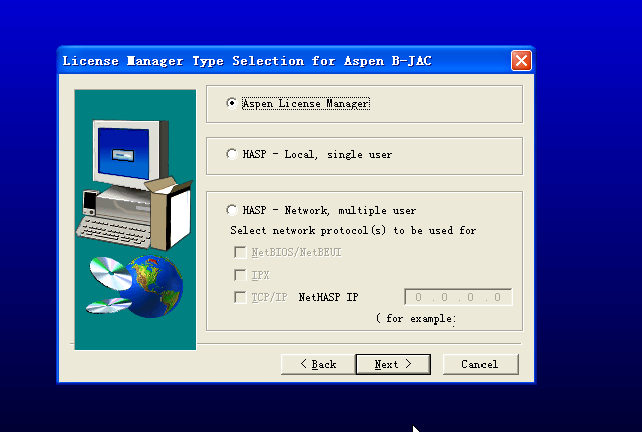 License Manager Type Selection for Aspen B-JAC
Aspen License Manager
HASP - Local, single user
HASP - Network, multiple user
Select network protocol(s) to be used for
NetBIOS/NetBEUI
IPX
TCP/IP NetHASP IP 0 . 0 . 0 . 0
( for example:
< Back Next > Cancel